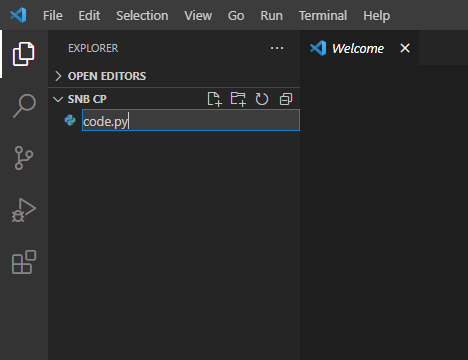 File Edit Selection View Go Run Terminal Help
EXPLORER
Welcome
OPEN EDITORS
SNB CP
code.py